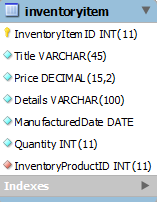 inventoryitem
InventoryItemID INT(11)
Title VARCHAR(45)
Price DECIMAL(15,2)
Details VARCHAR(100)
ManufacturedDate DATE
Quantity INT(11)
InventoryProductID INT(11)
Indexes